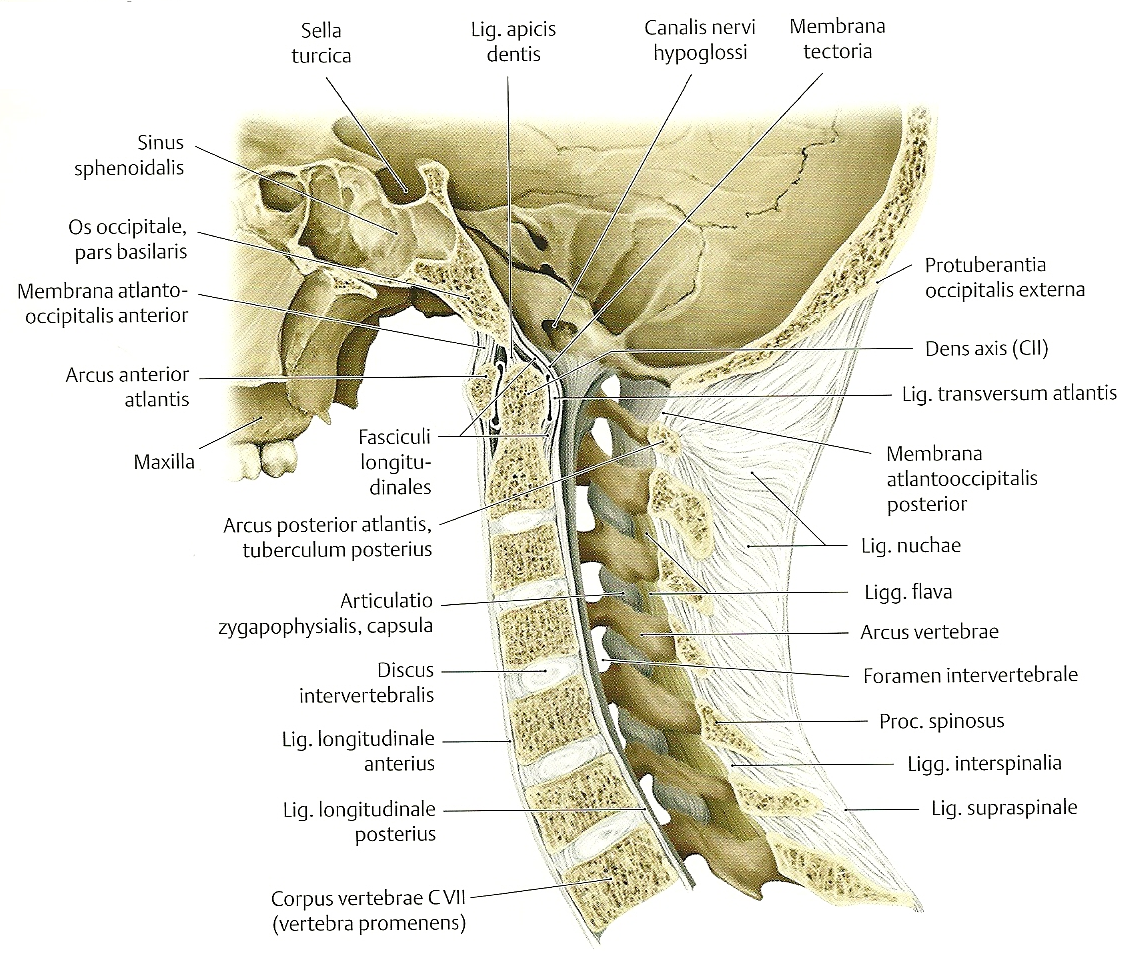 Sella
turcica
Lig. apicis
dentis
Canalis nervi
hypoglossi
Membrana
tectoria
Sinus
sphenoidalis
Os occipitale,
pars basilaris
Membrana atlanto-
occipitalis anterior
Arcus anterior
atlantis
Maxilla
Fasciculi
longitu-
dinales
Arcus posterior atlantis,
tuberculum posterius
Articulatio
zygapophysialis, capsula
Discus
intervertebralis
Lig. longitudinale
anterius
Lig. longitudinale
posterius
Corpus vertebrae C VII
(vertebra promenens)
Protuberantia
occipitalis externa
Dens axis (CII)
Lig. transversum atlantis
Membrana
atlantooccipitalis
posterior
Lig. nuchae
Ligg. flava
Arcus vertebrae
Foramen intervertebrale
Proc. spinosus
Ligg. interspinalia
Lig. supraspinale